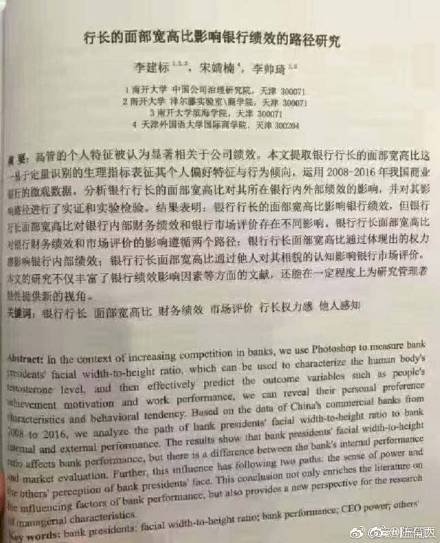 行长的面部宽高比影响银行绩效的路径研究
李建标 1,2,3，宋靖楠 4，李帅琦 1,2
1 南开大学 中国公司治理研究院，天津 300071
2 南开大学 泽尔滕实验室\商学院，天津 300071
3 南开大学滨海学院，天津 300071
4 天津外国语大学国际商学院，天津 300204
摘 要：高管的个人特征被认为显著相关于公司绩效。本文提取银行行长的面部宽高比这
一易于定量识别的生理指标表征其个人偏好特征与行为倾向，运用 2008-2016 年我国商业
银行的微观数据，分析银行行长的面部宽高比对其所在银行内外部绩效的影响，并对其影
响路径进行了实证和实验检验。结果表明：银行行长的面部宽高比影响银行绩效，但银行
行长面部宽高比对银行内部财务绩效和银行市场评价存在不同影响。银行行长面部宽高比
对银行财务绩效和市场评价的影响遵循两个路径：银行行长面部宽高比通过体现出的权力
感影响银行内部绩效；银行行长面部宽高比通过他人对其相貌的认知影响银行市场评价。
本文的研究不仅丰富了银行绩效影响因素等方面的文献，还能在一定程度上为研究管理者
特性提供新的视角。
关键词：银行行长 面部宽高比 财务绩效 市场评价 行长权力感 他人感知
Abstract: In the context of increasing competition in banks, we use Photoshop to measure bank
presidents' facial width-to-height ratio, which can be used to characterize the human body's
testosterone level, and then effectively predict the outcome variables such as people's
achievement motivation and work performance, we can reveal their personal preference
characteristics and behavioral tendency. Based on the data of China's commercial banks from
2008 to 2016, we analyze the path of bank presidents' facial width-to-height ratio to bank
internal and external performance. The results show that bank presidents' facial width-to-height
ratio affects bank performance, but there is a difference between the bank's internal performance
and market evaluation. Further, this influence has following two paths: the sense of power and
the others' perception of bank presidents' face. This conclusion not only enriches the literature on
the influencing factors of bank performance, but also provides a new perspective for the research
of managerial characteristics.
Key words: bank presidents; facial width-to-height ratio; bank performance; CEO power; others'